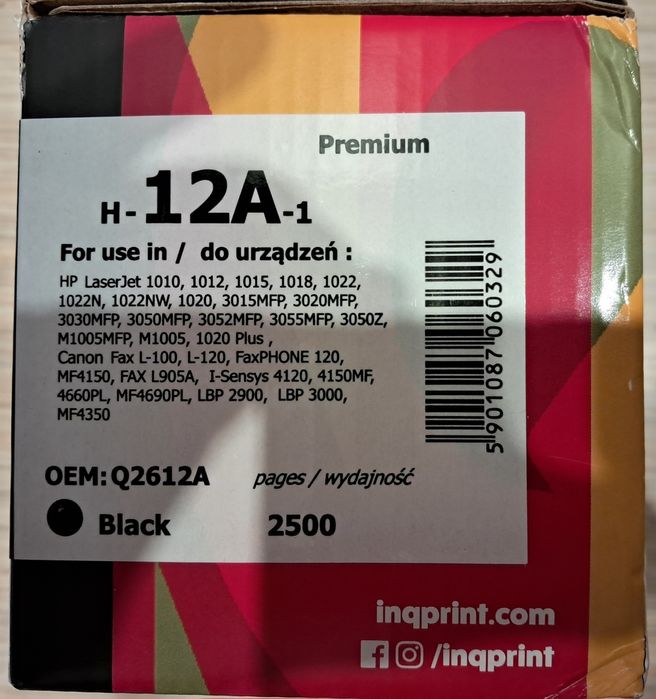 Premium
H-12A-1
For use in / do urządzeń :
HP LaserJet 1010, 1012, 1015, 1018, 1022,
1022N, 1022NW, 1020, 3015MFP, 3020MFP,
3030MFP, 3050MFP, 3052MFP, 3055MFP, 3050Z,
M1005MFP, M1005, 1020 Plus ,
Canon Fax L-100, L-120, FaxPHONE 120,
MF4150, FAX L905A, I-Sensys 4120, 4150MF,
4660PL, MF4690PL, LBP 2900, LBP 3000,
MF4350
5 901087 060329
OEM: Q2612A
pages / wydajność
Black
2500
inqprint.com
/inqprint